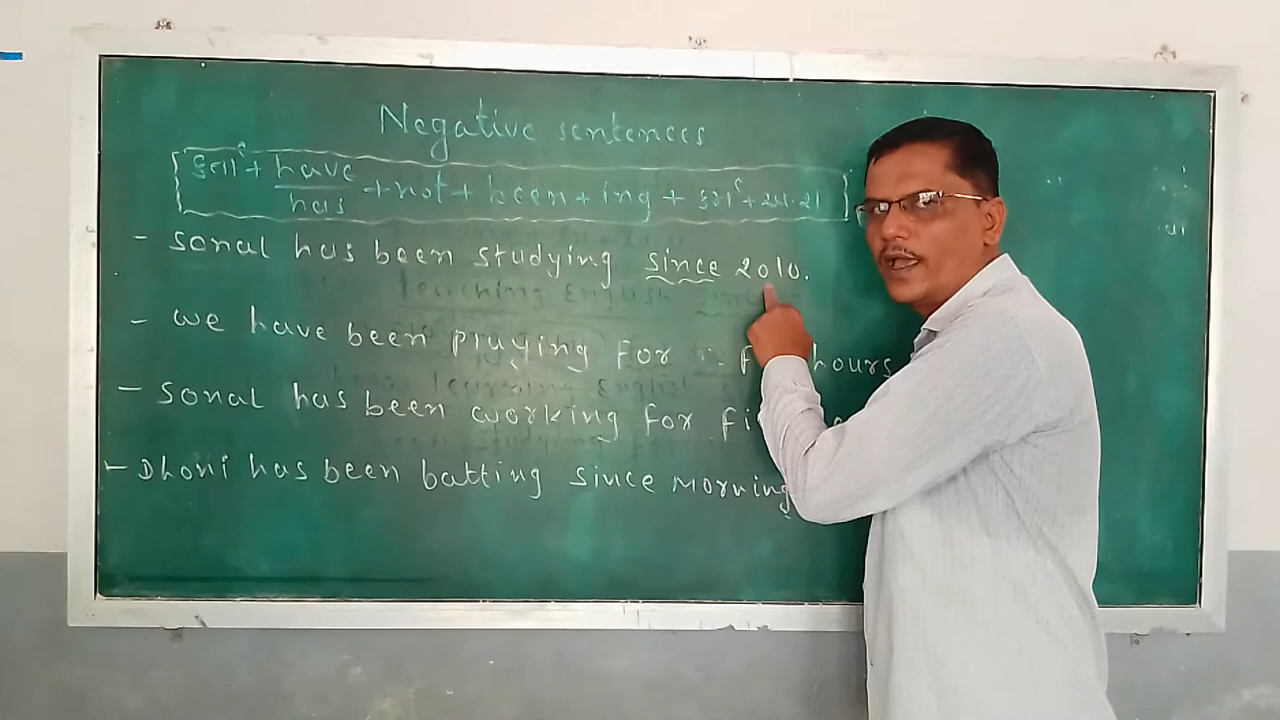 Negative sentences
કર્તા + have / has + not + been + ing + કર્મ +
- sonal has been studying since 2010.
- we have been playing for hours
- sonal has been working for
- Dhoni has been batting since morning